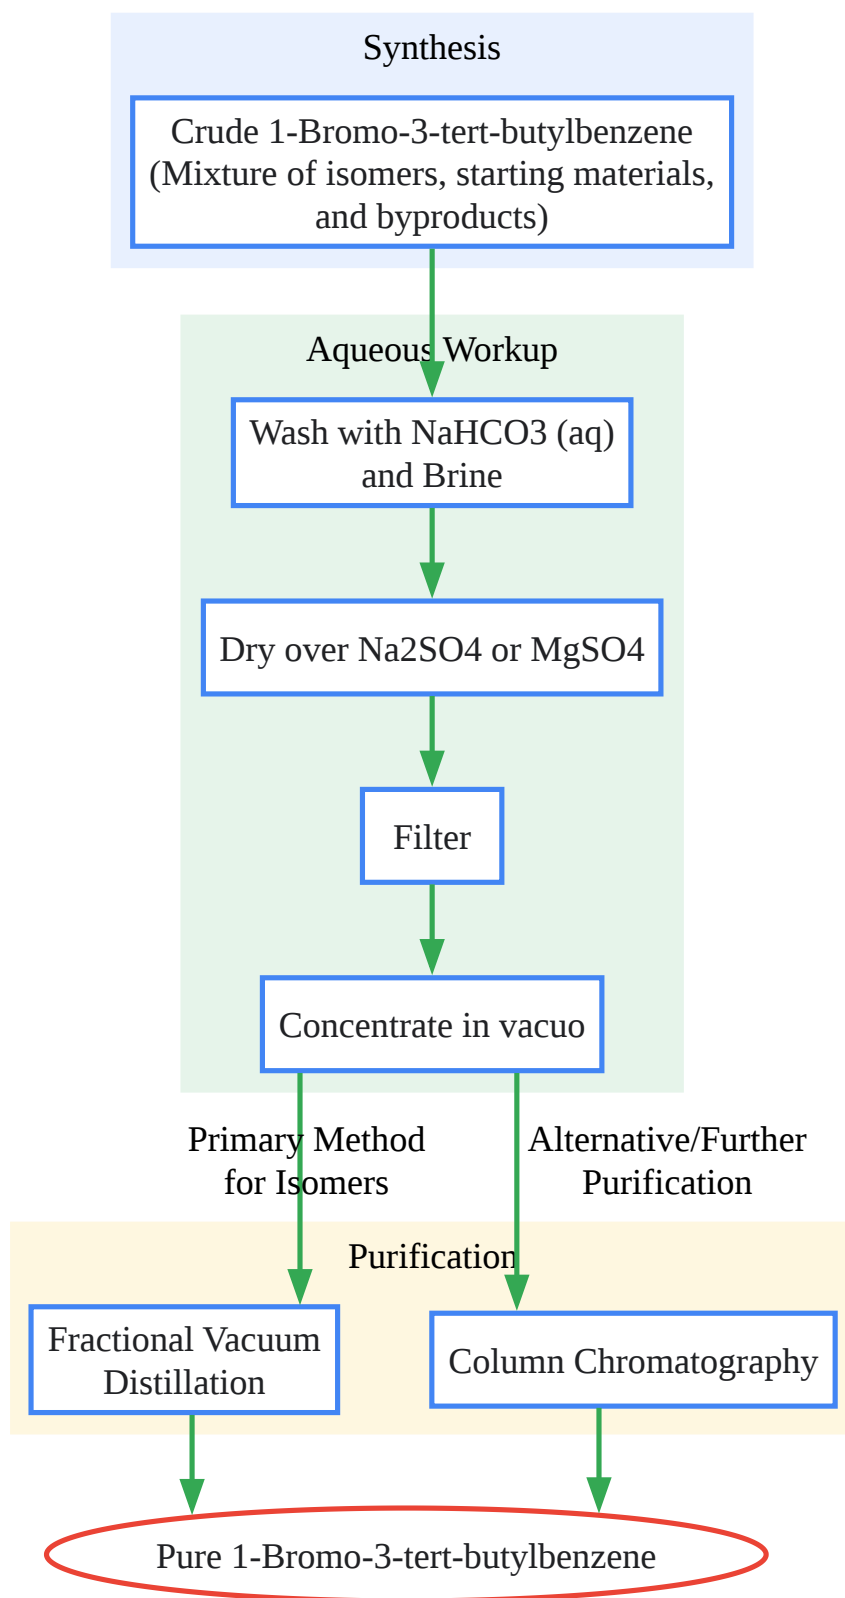 Synthesis
Crude 1-Bromo-3-tert-butylbenzene
(Mixture of isomers, starting materials,
and byproducts)
Aqueous Workup
Wash with NaHCO3 (aq)
and Brine
Dry over Na2SO4 or MgSO4
Filter
Concentrate in vacuo
Primary Method
for Isomers
Alternative/Further
Purification
Purification
Fractional Vacuum
Distillation
Column Chromatography
Pure 1-Bromo-3-tert-butylbenzene